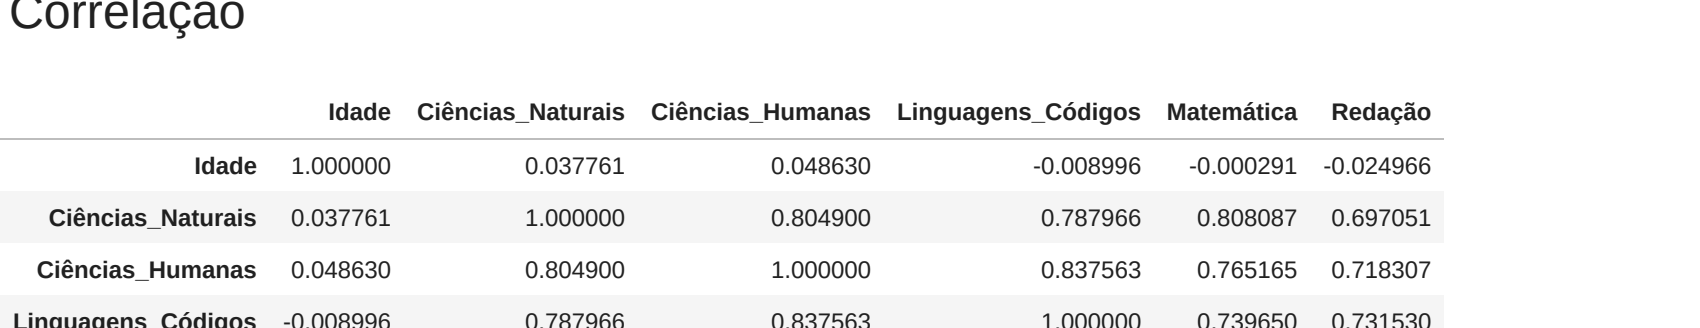 Correlação
Idade Ciências_Naturais Ciências_Humanas Linguagens_Códigos Matemática Redação
Idade 1.000000 0.037761 0.048630 -0.008996 -0.000291 -0.024966
Ciências_Naturais 0.037761 1.000000 0.804900 0.787966 0.808087 0.697051
Ciências_Humanas 0.048630 0.804900 1.000000 0.837563 0.765165 0.718307
Linguagens_Códigos -0.008996 0.787966 0.837563 1.000000 0.739650 0.731530